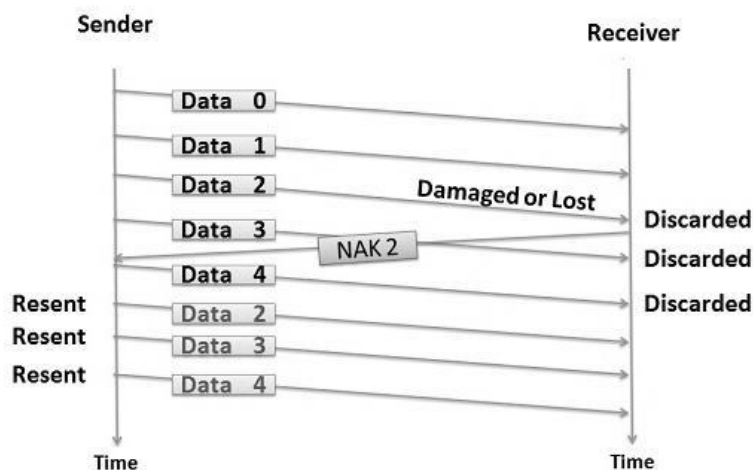 Sender
Receiver
Data 0
Data 1
Data 2
Damaged or Lost
Data 3
Discarded
NAK 2
Discarded
Data 4
Discarded
Resent
Data 2
Resent
Data 3
Resent
Data 4
Time
Time